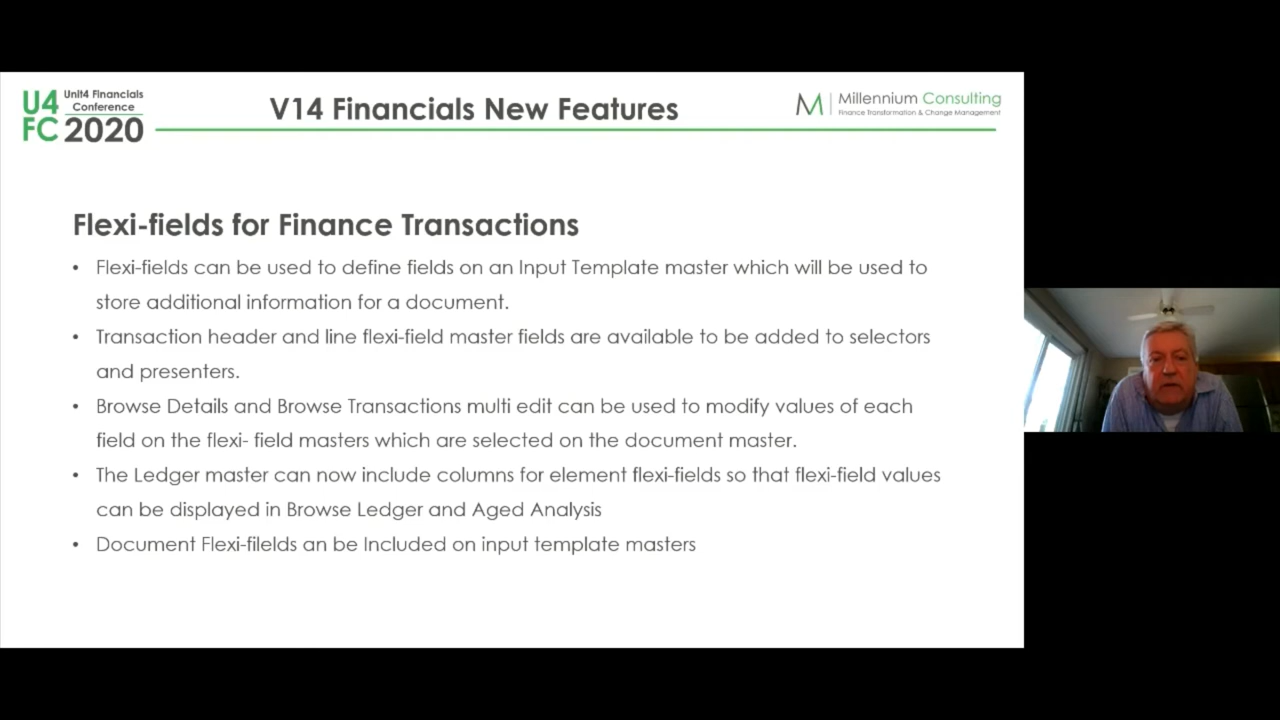 U4 Unit4 Financials
Conference
FC 2020
V14 Financials New Features
M Millennium Consulting
Finance Transformation & Change Management
Flexi-fields for Finance Transactions
• Flexi-fields can be used to define fields on an Input Template master which will be used to
store additional information for a document.
• Transaction header and line flexi-field master fields are available to be added to selectors
and presenters.
• Browse Details and Browse Transactions multi edit can be used to modify values of each
field on the flexi- field masters which are selected on the document master.
• The Ledger master can now include columns for element flexi-fields so that flexi-field values
can be displayed in Browse Ledger and Aged Analysis
• Document Flexi-filelds an be Included on input template masters